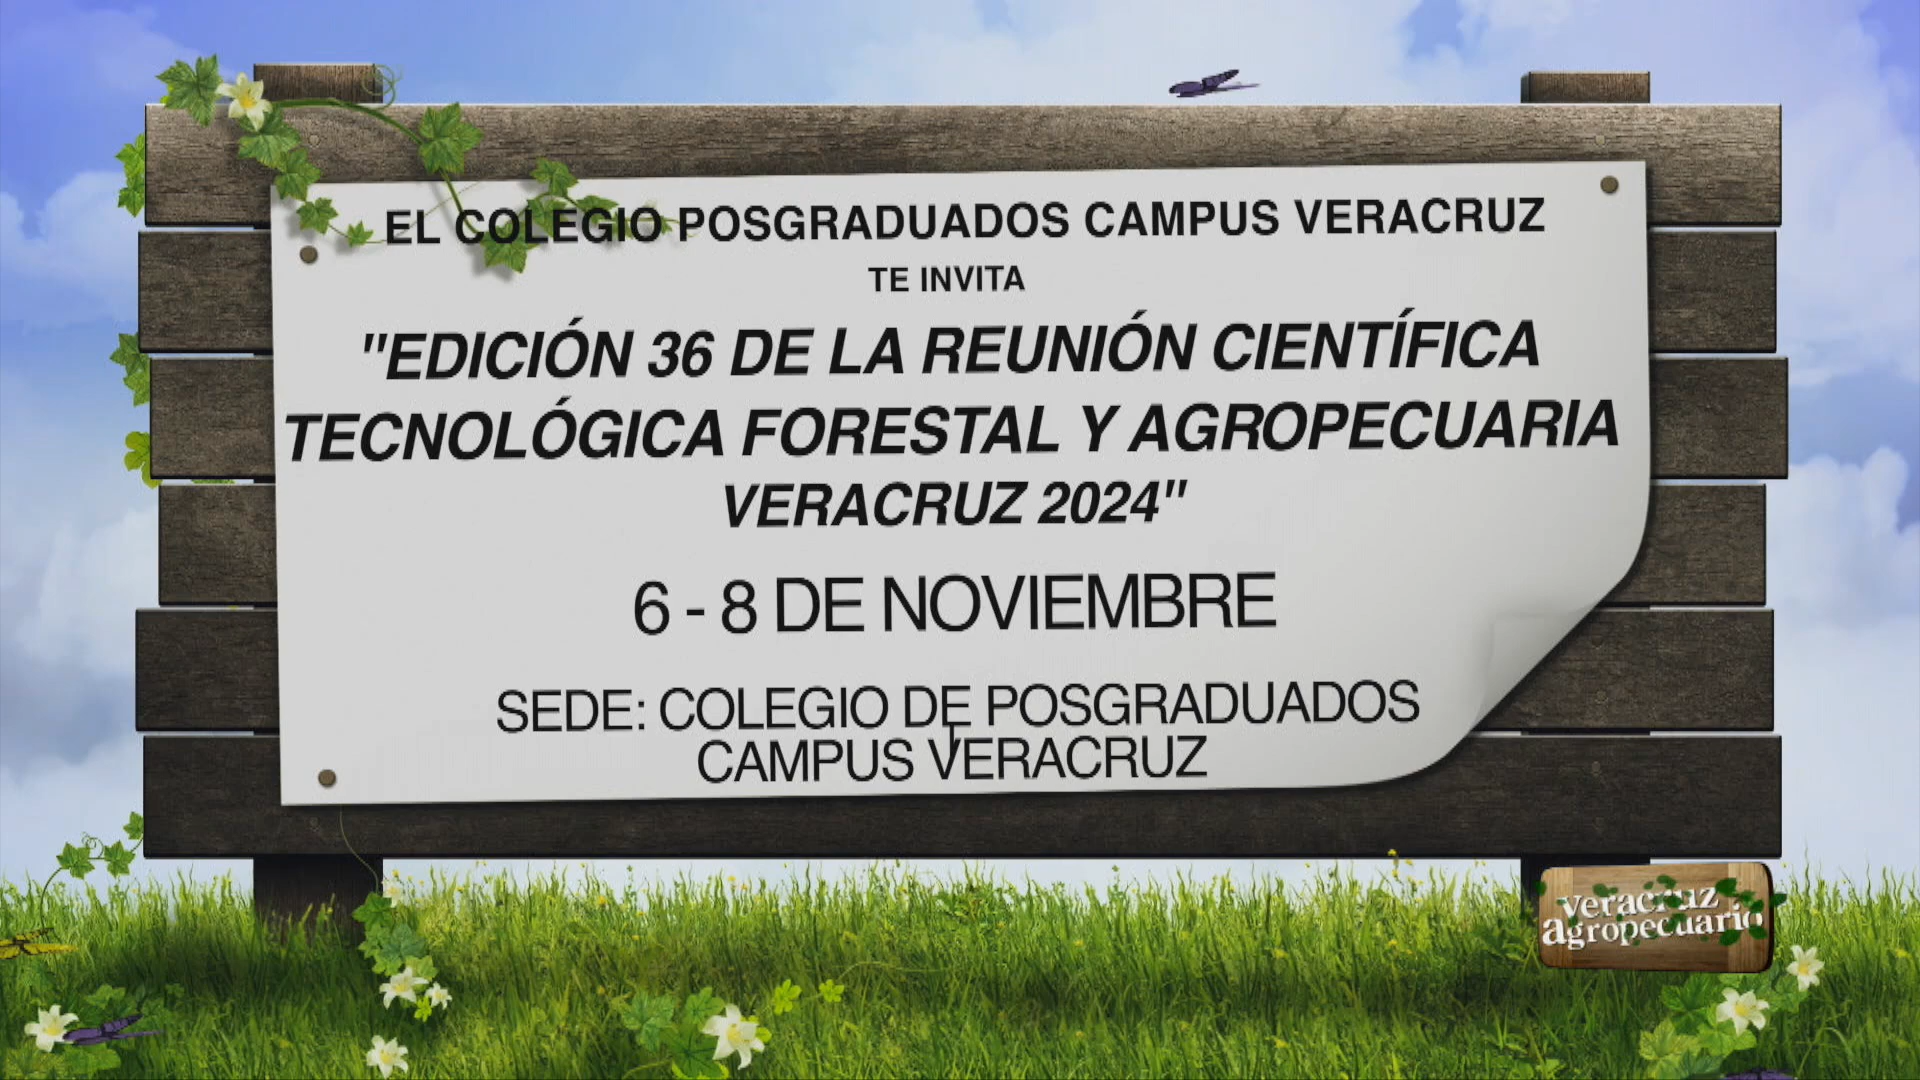 EL COLEGIO POSGRADUADOS CAMPUS VERACRUZ
TE INVITA
"EDICIÓN 36 DE LA REUNIÓN CIENTÍFICA
TECNOLÓGICA FORESTAL Y AGROPECUARIA
VERACRUZ 2024"
6 - 8 DE NOVIEMBRE
SEDE: COLEGIO DE POSGRADUADOS
CAMPUS VERACRUZ
veracruz
agropecuario